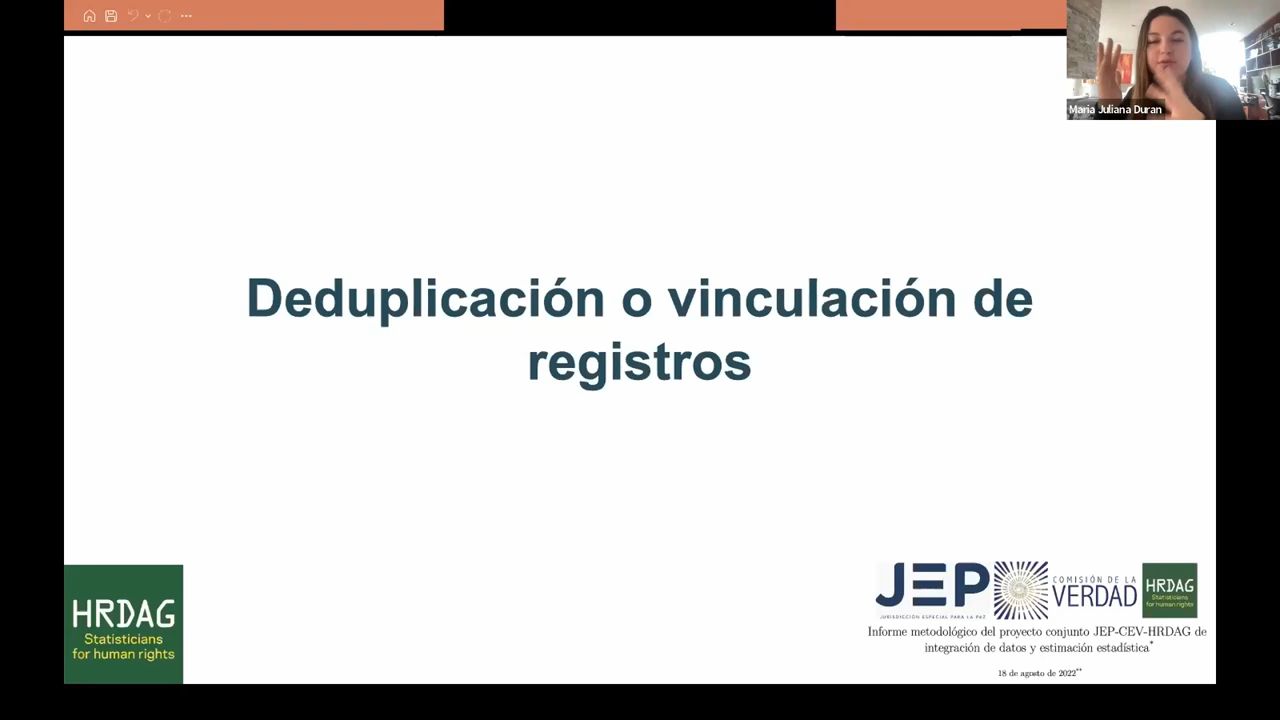 Maria Juliana Duran
Deduplicación o vinculación de
registros
HRDAG
Statisticians
for human rights
JEP
JURISDICCIÓN ESPECIAL PARA LA PAZ
COMISIÓN DE LA
VERDAD
HRDAG
Statisticians
for human rights
Informe metodológico del proyecto conjunto JEP-CEV-HRDAG de
integración de datos y estimación estadística*
18 de agosto de 2022**